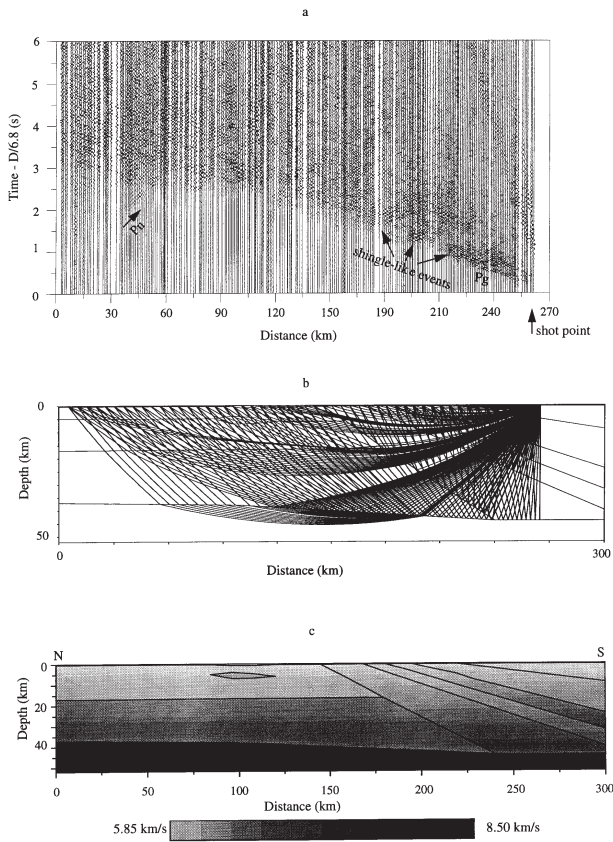 a
6
5
4
3
2
1
0
Time - D/6.8 (s)
Pn
shingle-like events
Pg
0 30 60 90 120 150 180 210 240 270
Distance (km)
shot point
b
0
50
Depth (km)
0 300
Distance (km)
c
N S
0
20
40
Depth (km)
0 50 100 150 200 250 300
Distance (km)
5.85 km/s 8.50 km/s